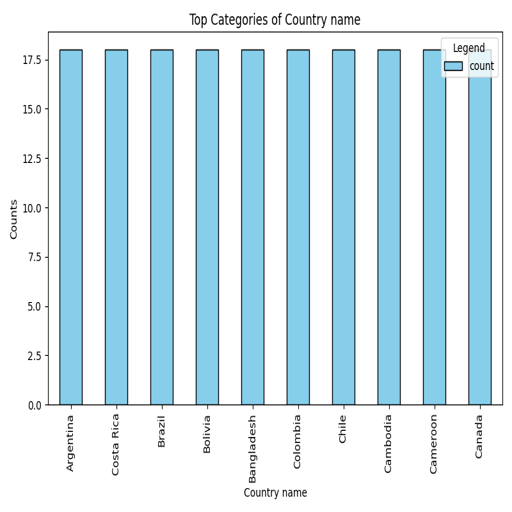 Top Categories of Country name
Legend
count
17.5
15.0
12.5
10.0
7.5
5.0
2.5
0.0
Counts
Argentina
Costa Rica
Brazil
Bolivia
Bangladesh
Colombia
Chile
Cambodia
Cameroon
Canada
Country name